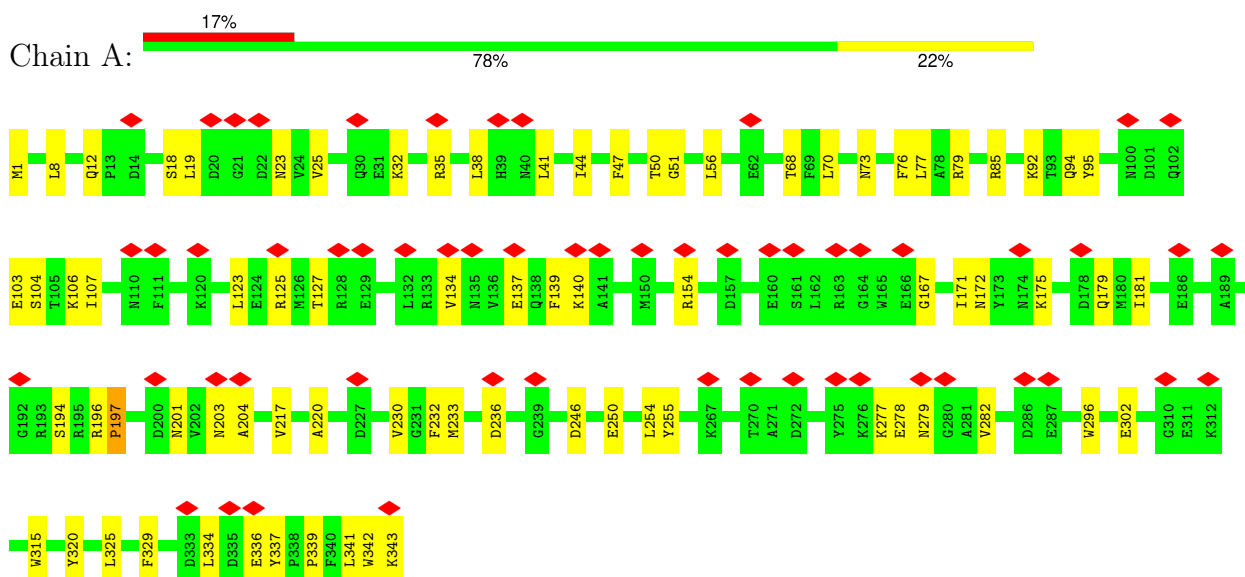 17%
Chain A:
78% 22%
M1 L8 Q12 P13 D14 S18 L19 D20 G21 D22 N23 V24 V25 Q30 E31 K32 R35 L38 H39 N40 L41 I44 F47 T50 G51 L56 E62 T68 F69 L70 N73 F76 L77 A78 R79 R85 K92 T93 Q94 Y95 N100 D101 Q102
E103 S104 T105 K106 I107 N110 F111 K120 L123 E124 R125 M126 T127 R128 E129 L132 R133 V134 N135 V136 E137 Q138 F139 K140 A141 M150 R154 D157 E160 S161 L162 R163 G164 W165 E166 G167 I171 N172 Y173 N174 K175 D178 Q179 M180 I181 E186 A189
G192 R193 S194 R195 R196 P197 D200 N201 V202 N203 A204 V217 A220 D227 V230 G231 F232 M233 D236 G239 D246 E250 L254 Y255 K267 T270 A271 D272 Y275 K276 K277 E278 N279 G280 A281 V282 D286 E287 W296 E302 G310 E311 K312
W315 Y320 L325 F329 D333 L334 D335 E336 Y337 P338 P339 F340 L341 W342 K343